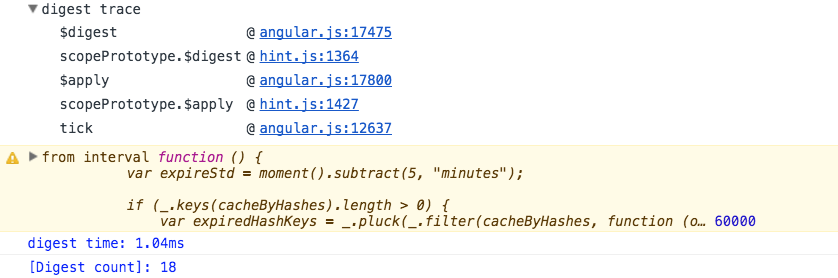 digest trace
$digest @ angular.js:17475
scopePrototype.$digest @ hint.js:1364
$apply @ angular.js:17800
scopePrototype.$apply @ hint.js:1427
tick @ angular.js:12637
from interval function () {
var expireStd = moment().subtract(5, "minutes");
if (_.keys(cacheByHashes).length > 0) {
var expiredHashKeys = _.pluck(_.filter(cacheByHashes, function (o… 60000
digest time: 1.04ms
[Digest count]: 18